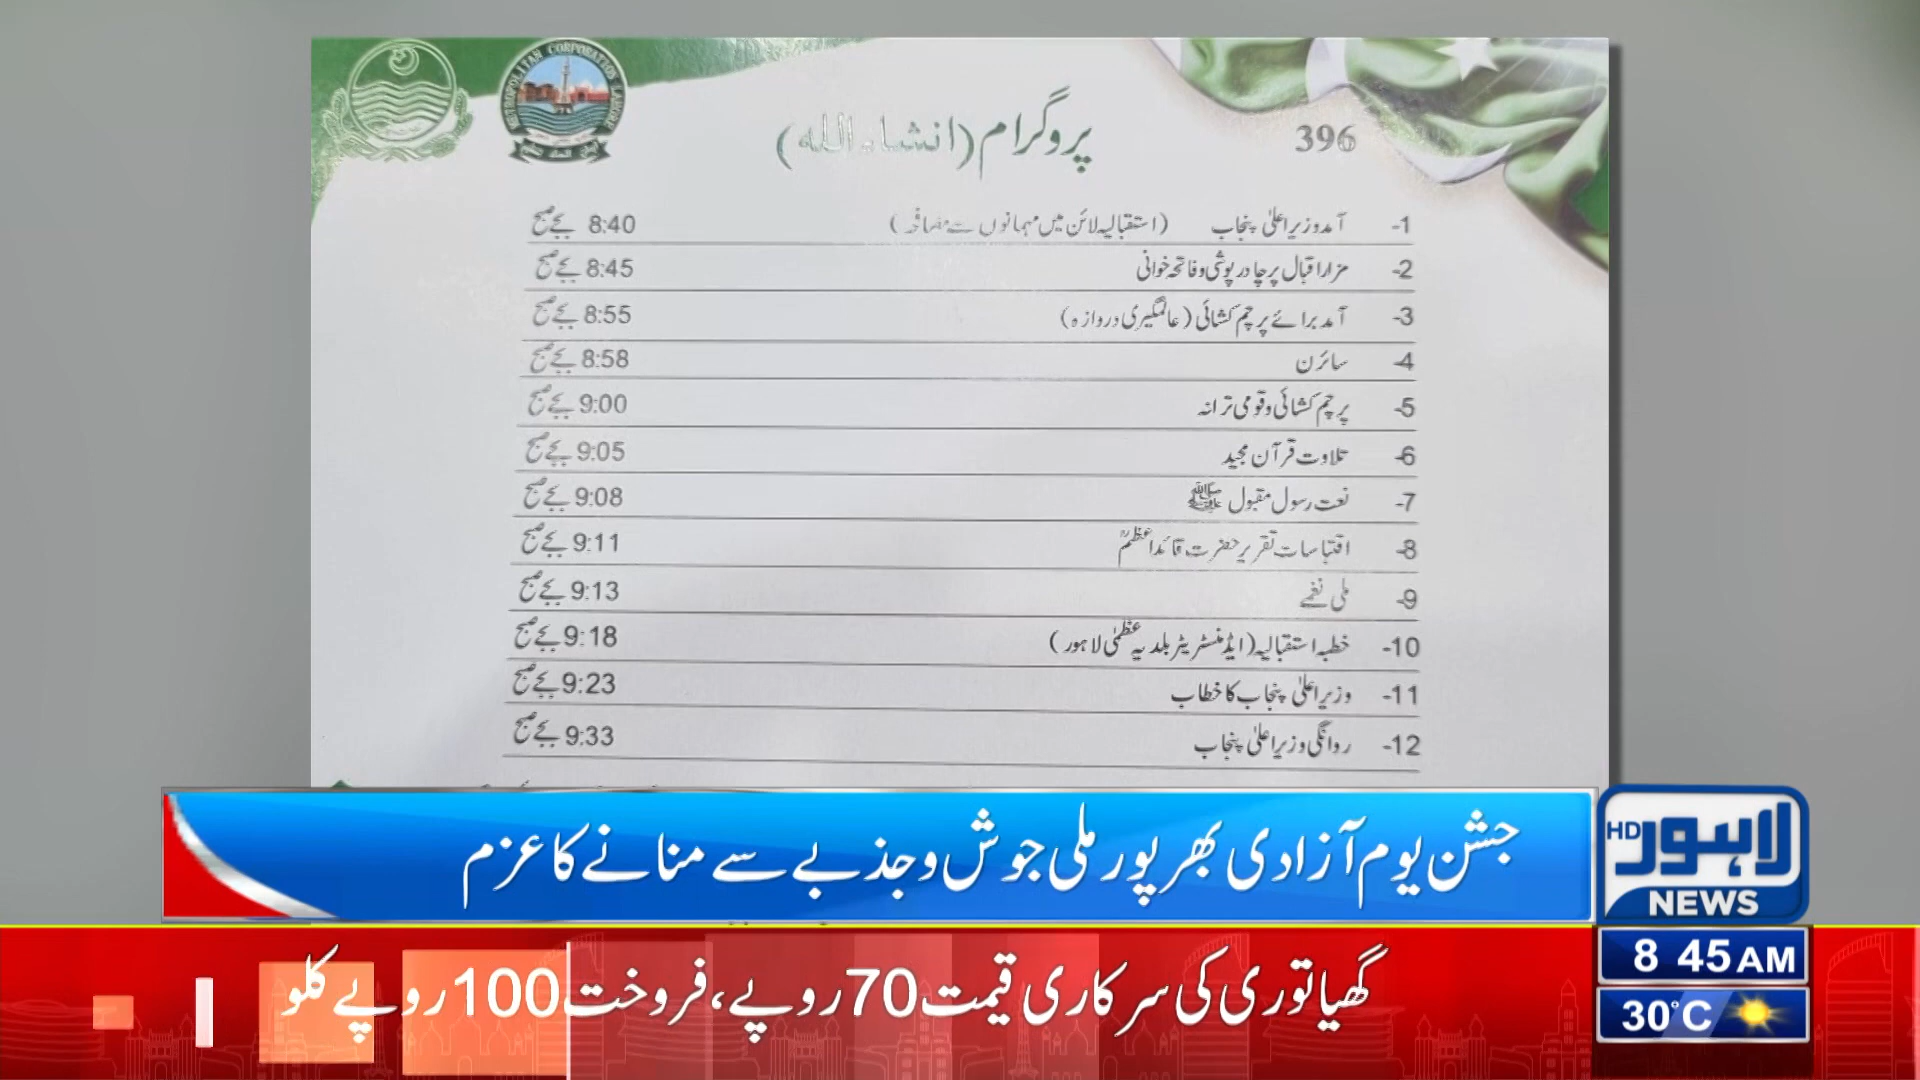 METROPOLITAN CORPORATION LAHORE
پروگرام (انشاء اللہ)
396
1- آمد وزیراعلیٰ پنجاب (استقبالیہ لائن میں مہمانوں سے مصافحہ) 8:40 بجے صبح
2- مزار اقبال پر چادر پوشی و فاتحہ خوانی 8:45 بجے صبح
3- آمد برائے پرچم کشائی (عالمگیری دروازہ) 8:55 بجے صبح
4- سائرن 8:58 بجے صبح
5- پرچم کشائی و قومی ترانہ 9:00 بجے صبح
6- تلاوت قرآن مجید 9:05 بجے صبح
7- نعت رسول مقبول ﷺ 9:08 بجے صبح
8- اقتباسات تقریر حضرت قائداعظمؒ 9:11 بجے صبح
9- ملی نغمے 9:13 بجے صبح
10- خطبہ استقبالیہ (ایڈمنسٹریٹر بلدیہ عظمیٰ لاہور) 9:18 بجے صبح
11- وزیراعلیٰ پنجاب کا خطاب 9:23 بجے صبح
12- روانگی وزیراعلیٰ پنجاب 9:33 بجے صبح
جشن یوم آزادی بھرپور ملی جوش و جذبے سے منانے کا عزم
لاہور HD
NEWS
8 45 AM
گھیا توری کی سرکاری قیمت 70 روپے، فروخت 100 روپے کلو
30°C